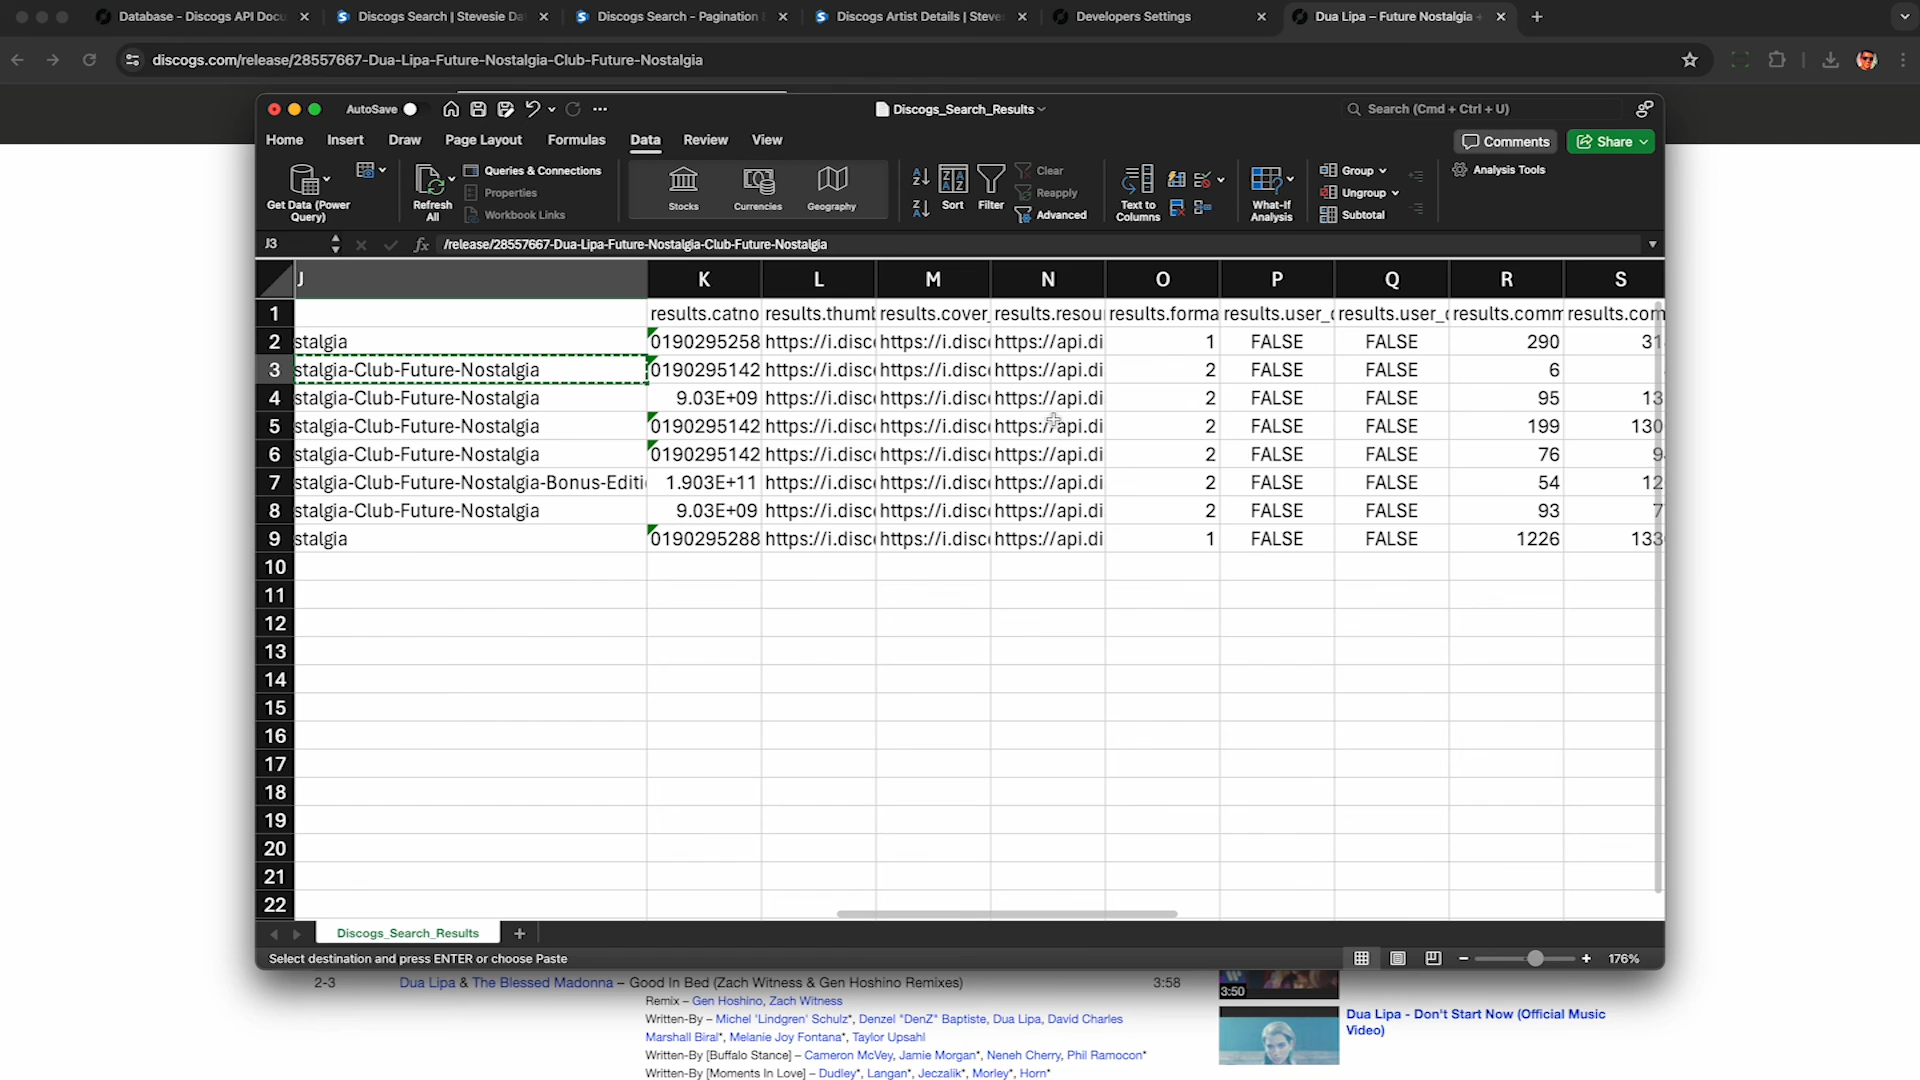 Database - Discogs API Docu
Discogs Search | Stevesie Da
Discogs Search - Pagination
Discogs Artist Details | Steve
Developers Settings
Dua Lipa – Future Nostalgia
discogs.com/release/28557667-Dua-Lipa-Future-Nostalgia-Club-Future-Nostalgia
AutoSave
Discogs_Search_Results
Search (Cmd + Ctrl + U)
Home Insert Draw Page Layout Formulas Data Review View
Comments
Share
Get Data (Power Query)
Refresh All
Queries & Connections
Properties
Workbook Links
Stocks
Currencies
Geography
Sort
Filter
Clear
Reapply
Advanced
Text to Columns
What-If Analysis
Group
Ungroup
Subtotal
Analysis Tools
J3
fx
/release/28557667-Dua-Lipa-Future-Nostalgia-Club-Future-Nostalgia
J K L M N O P Q R S
1 results.catno results.thumb results.cover_ results.resou results.forma results.user_ results.user_ results.comm results.com
2 stalgia 0190295258 https://i.disc https://i.disc https://api.di 1 FALSE FALSE 290 31
3 stalgia-Club-Future-Nostalgia 0190295142 https://i.disc https://i.disc https://api.di 2 FALSE FALSE 6
4 stalgia-Club-Future-Nostalgia 9.03E+09 https://i.disc https://i.disc https://api.di 2 FALSE FALSE 95 13
5 stalgia-Club-Future-Nostalgia 0190295142 https://i.disc https://i.disc https://api.di 2 FALSE FALSE 199 130
6 stalgia-Club-Future-Nostalgia 0190295142 https://i.disc https://i.disc https://api.di 2 FALSE FALSE 76 9
7 stalgia-Club-Future-Nostalgia-Bonus-Editi 1.903E+11 https://i.disc https://i.disc https://api.di 2 FALSE FALSE 54 12
8 stalgia-Club-Future-Nostalgia 9.03E+09 https://i.disc https://i.disc https://api.di 2 FALSE FALSE 93 7
9 stalgia 0190295288 https://i.disc https://i.disc https://api.di 1 FALSE FALSE 1226 133
10
11
12
13
14
15
16
17
18
19
20
21
22
Discogs_Search_Results
Select destination and press ENTER or choose Paste
176%
2-3 Dua Lipa & The Blessed Madonna – Good In Bed (Zach Witness & Gen Hoshino Remixes) 3:58
Remix – Gen Hoshino, Zach Witness
Written-By – Michel 'Lindgren' Schulz*, Denzel "DenZ" Baptiste, Dua Lipa, David Charles
Marshall Biral*, Melanie Joy Fontana*, Taylor Upsahl
Written-By [Buffalo Stance] – Cameron McVey, Jamie Morgan*, Neneh Cherry, Phil Ramocon*
Written-By [Moments In Love] – Dudley*, Langan*, Jeczalik*, Morley*, Horn*
3:50
Dua Lipa - Don't Start Now (Official Music
Video)